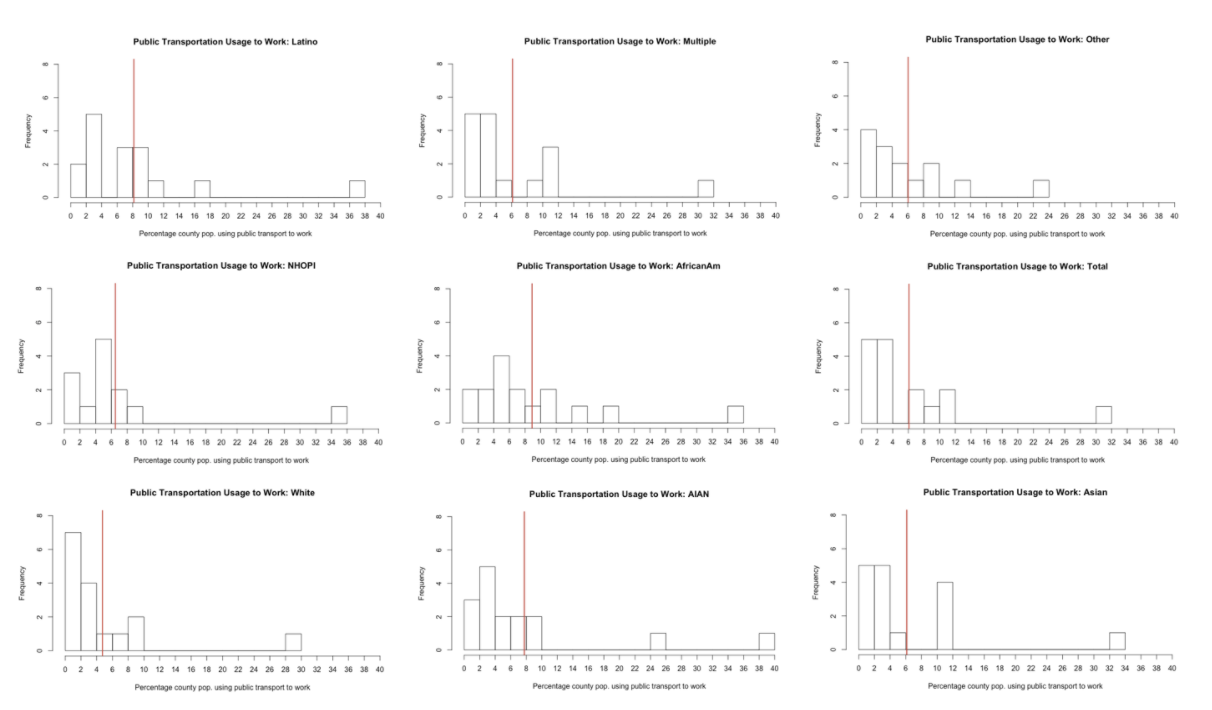 Public Transportation Usage to Work: Latino
Frequency
0 2 4 6 8
0 2 4 6 8 10 12 14 16 18 20 22 24 26 28 30 32 34 36 38 40
Percentage county pop. using public transport to work
Public Transportation Usage to Work: Multiple
Frequency
0 2 4 6 8
0 2 4 6 8 10 12 14 16 18 20 22 24 26 28 30 32 34 36 38 40
Percentage county pop. using public transport to work
Public Transportation Usage to Work: Other
Frequency
0 2 4 6 8
0 2 4 6 8 10 12 14 16 18 20 22 24 26 28 30 32 34 36 38 40
Percentage county pop. using public transport to work
Public Transportation Usage to Work: NHOPI
Frequency
0 2 4 6 8
0 2 4 6 8 10 12 14 16 18 20 22 24 26 28 30 32 34 36 38 40
Percentage county pop. using public transport to work
Public Transportation Usage to Work: AfricanAm
Frequency
0 2 4 6 8
0 2 4 6 8 10 12 14 16 18 20 22 24 26 28 30 32 34 36 38 40
Percentage county pop. using public transport to work
Public Transportation Usage to Work: Total
Frequency
0 2 4 6 8
0 2 4 6 8 10 12 14 16 18 20 22 24 26 28 30 32 34 36 38 40
Percentage county pop. using public transport to work
Public Transportation Usage to Work: White
Frequency
0 2 4 6 8
0 2 4 6 8 10 12 14 16 18 20 22 24 26 28 30 32 34 36 38 40
Percentage county pop. using public transport to work
Public Transportation Usage to Work: AIAN
Frequency
0 2 4 6 8
0 2 4 6 8 10 12 14 16 18 20 22 24 26 28 30 32 34 36 38 40
Percentage county pop. using public transport to work
Public Transportation Usage to Work: Asian
Frequency
0 2 4 6 8
0 2 4 6 8 10 12 14 16 18 20 22 24 26 28 30 32 34 36 38 40
Percentage county pop. using public transport to work